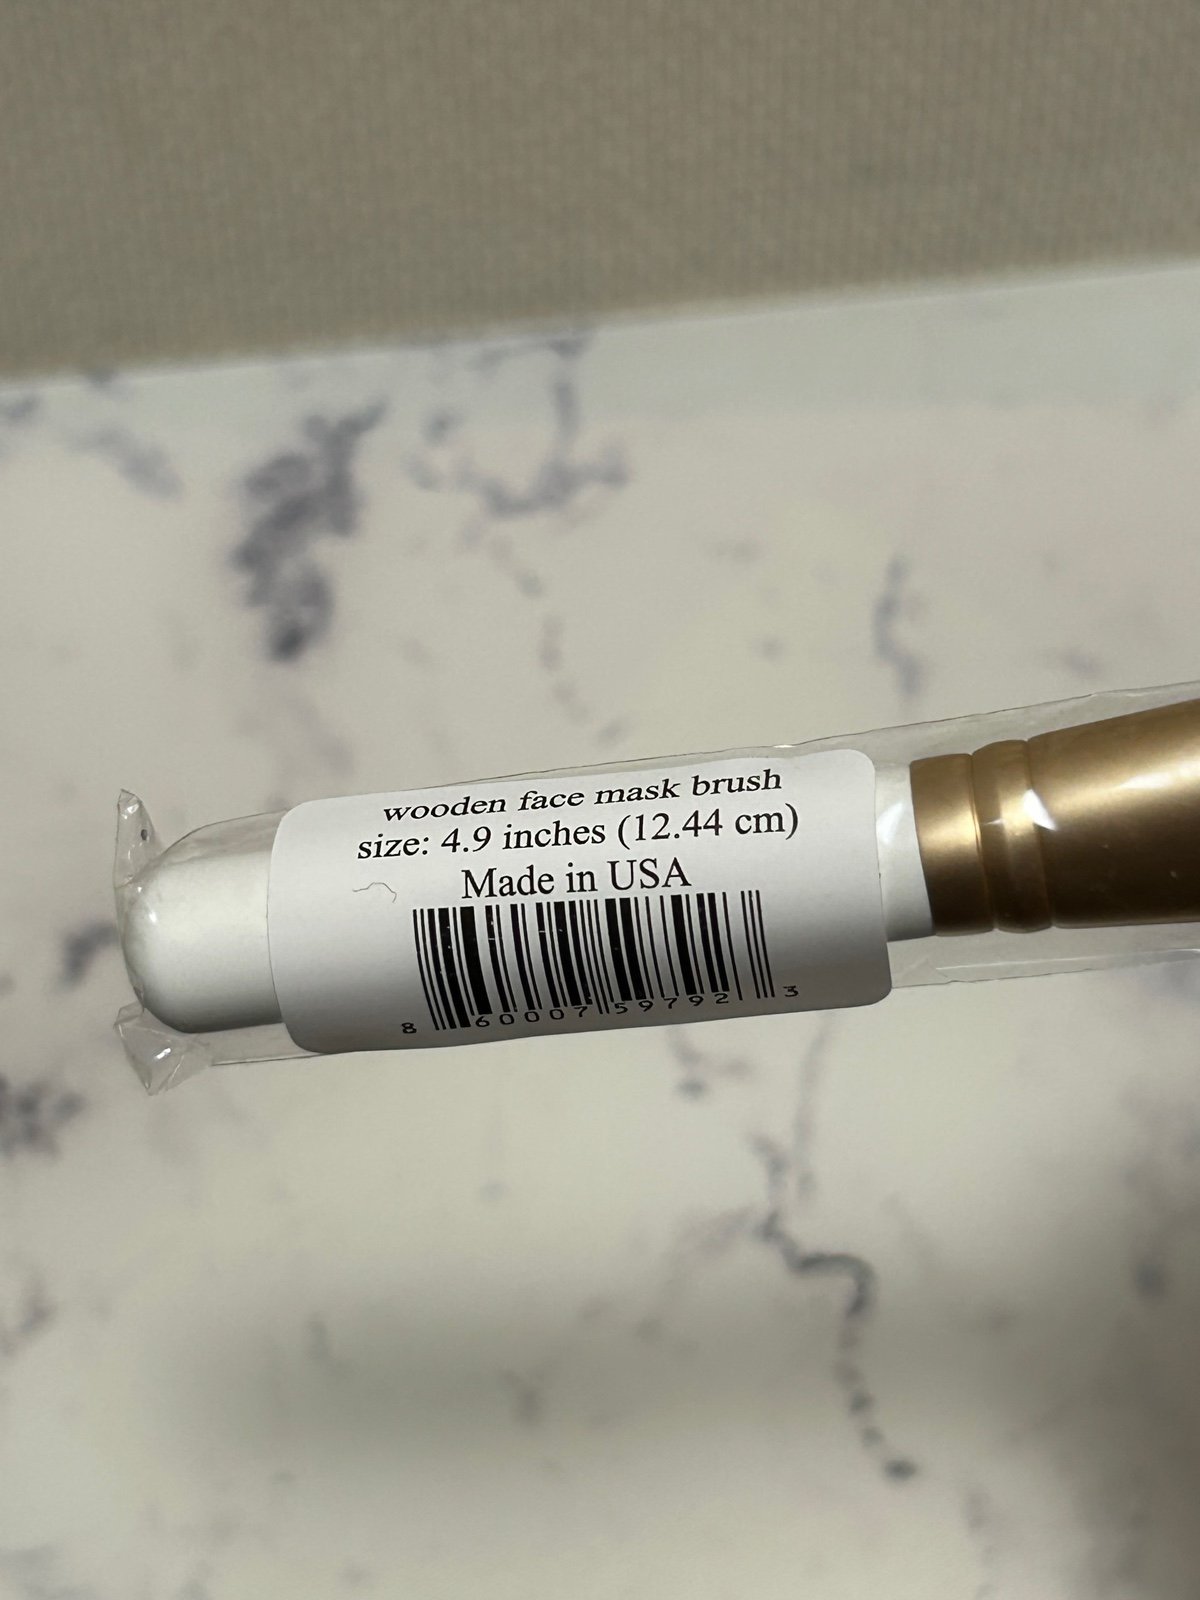 wooden face mask brush
size: 4.9 inches (12.44 cm)
Made in USA
8 60007 59792 3